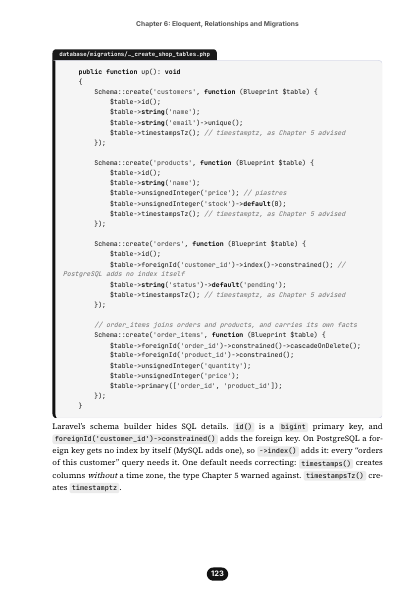 Chapter 6: Eloquent, Relationships and Migrations
database/migrations/…_create_shop_tables.php
public function up(): void
{
Schema::create('customers', function (Blueprint $table) {
$table->id();
$table->string('name');
$table->string('email')->unique();
$table->timestampsTz(); // timestamptz, as Chapter 5 advised
});
Schema::create('products', function (Blueprint $table) {
$table->id();
$table->string('name');
$table->unsignedInteger('price'); // piastres
$table->unsignedInteger('stock')->default(0);
$table->timestampsTz(); // timestamptz, as Chapter 5 advised
});
Schema::create('orders', function (Blueprint $table) {
$table->id();
$table->foreignId('customer_id')->index()->constrained(); //
PostgreSQL adds no index itself
$table->string('status')->default('pending');
$table->timestampsTz(); // timestamptz, as Chapter 5 advised
});
// order_items joins orders and products, and carries its own facts
Schema::create('order_items', function (Blueprint $table) {
$table->foreignId('order_id')->constrained()->cascadeOnDelete();
$table->foreignId('product_id')->constrained();
$table->unsignedInteger('quantity');
$table->unsignedInteger('price');
$table->primary(['order_id', 'product_id']);
});
}
Laravel's schema builder hides SQL details. id() is a bigint primary key, and
foreignId('customer_id')->constrained() adds the foreign key. On PostgreSQL a for-
eign key gets no index by itself (MySQL adds one), so ->index() adds it: every "orders
of this customer" query needs it. One default needs correcting: timestamps() creates
columns without a time zone, the type Chapter 5 warned against. timestampsTz() cre-
ates timestamptz.
123